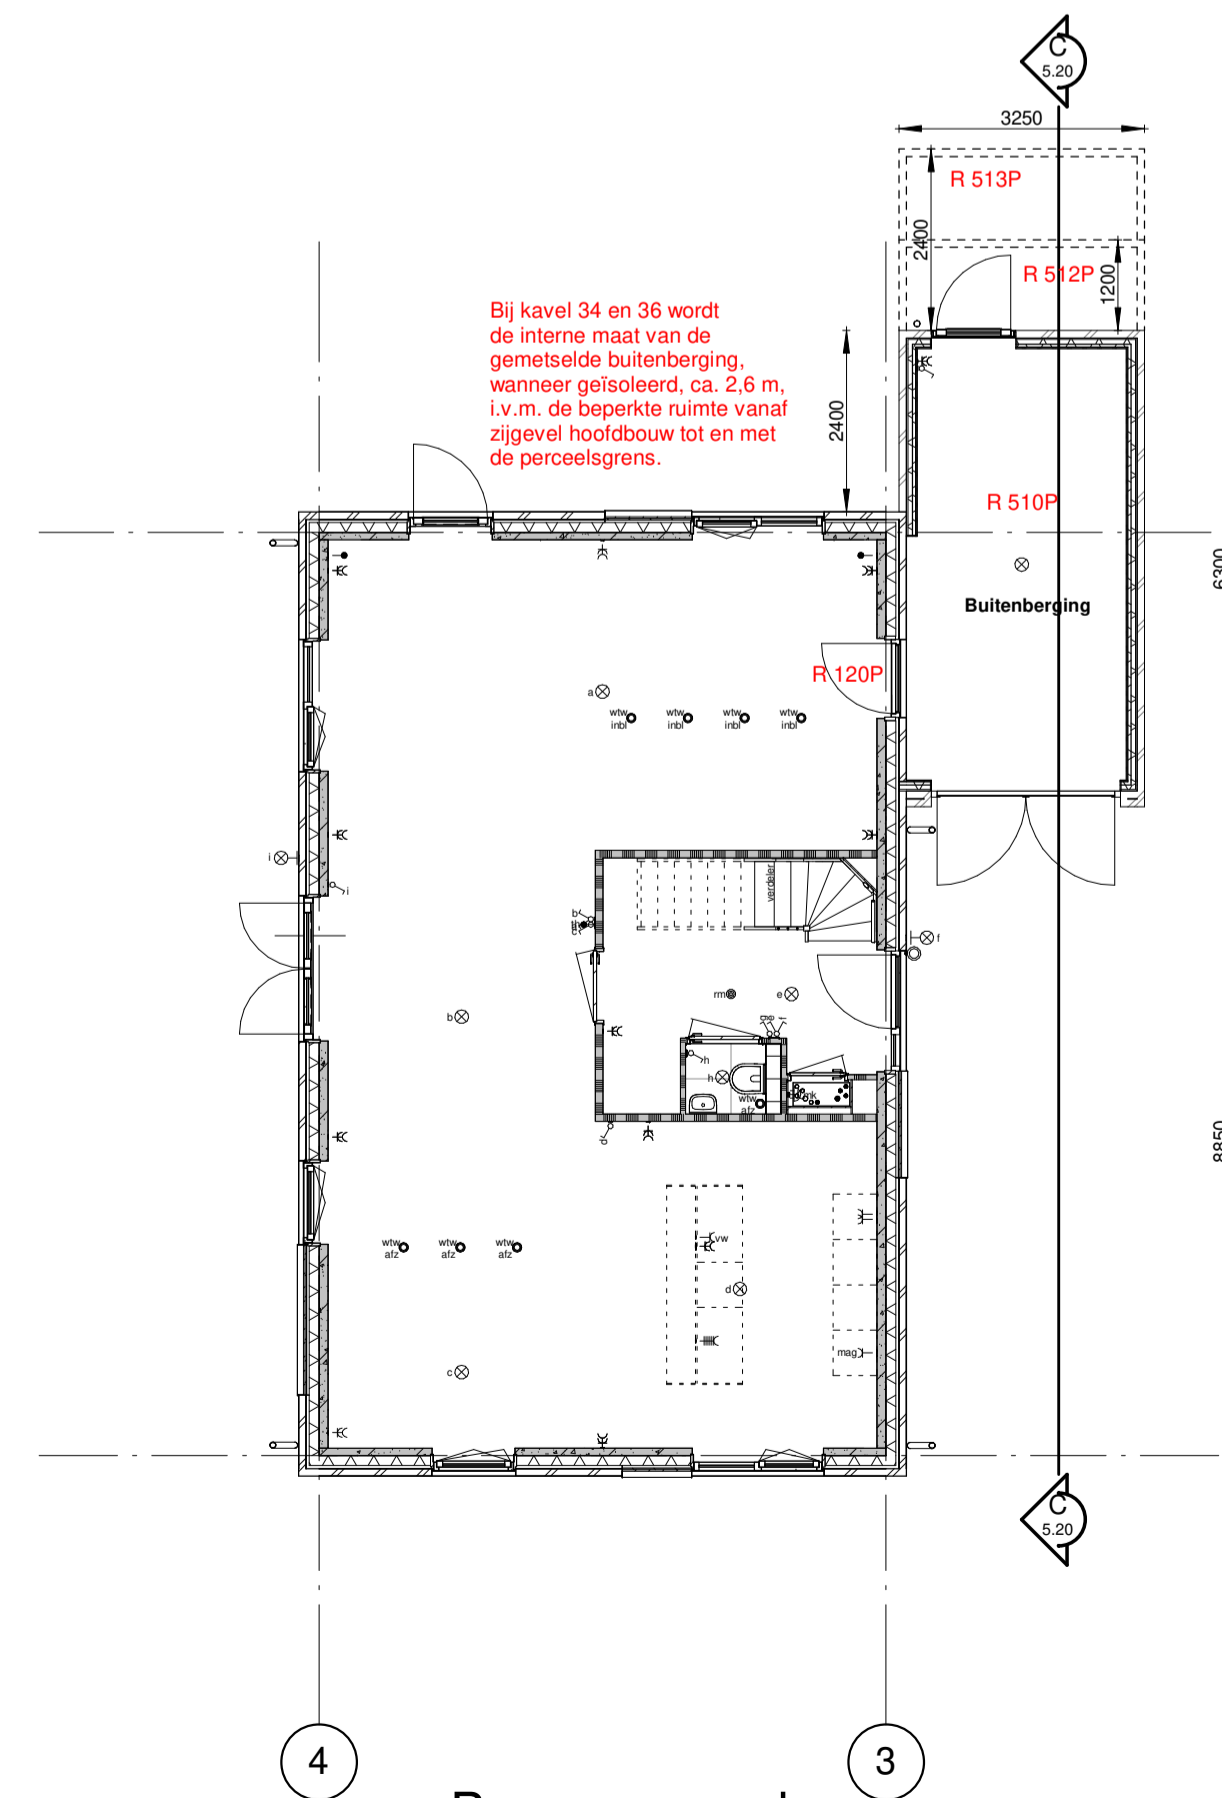 C
5.20
3250
R 513P
2400
R 512P
1200
Bij kavel 34 en 36 wordt
de interne maat van de
gemetselde buitenberging,
wanneer geïsoleerd, ca. 2,6 m,
i.v.m. de beperkte ruimte vanaf
zijgevel hoofdbouw tot en met
de perceelsgrens.
2400
R 510P
6300
Buitenberging
R 120P
a
wtw
inbl
wtw
inbl
wtw
inbl
wtw
inbl
i
i
verdeler
b
f
rm
e
b
h
h
wtw
afz
d
8850
wtw
afz
wtw
afz
wtw
afz
vw
d
mag
c
C
5.20
4
3